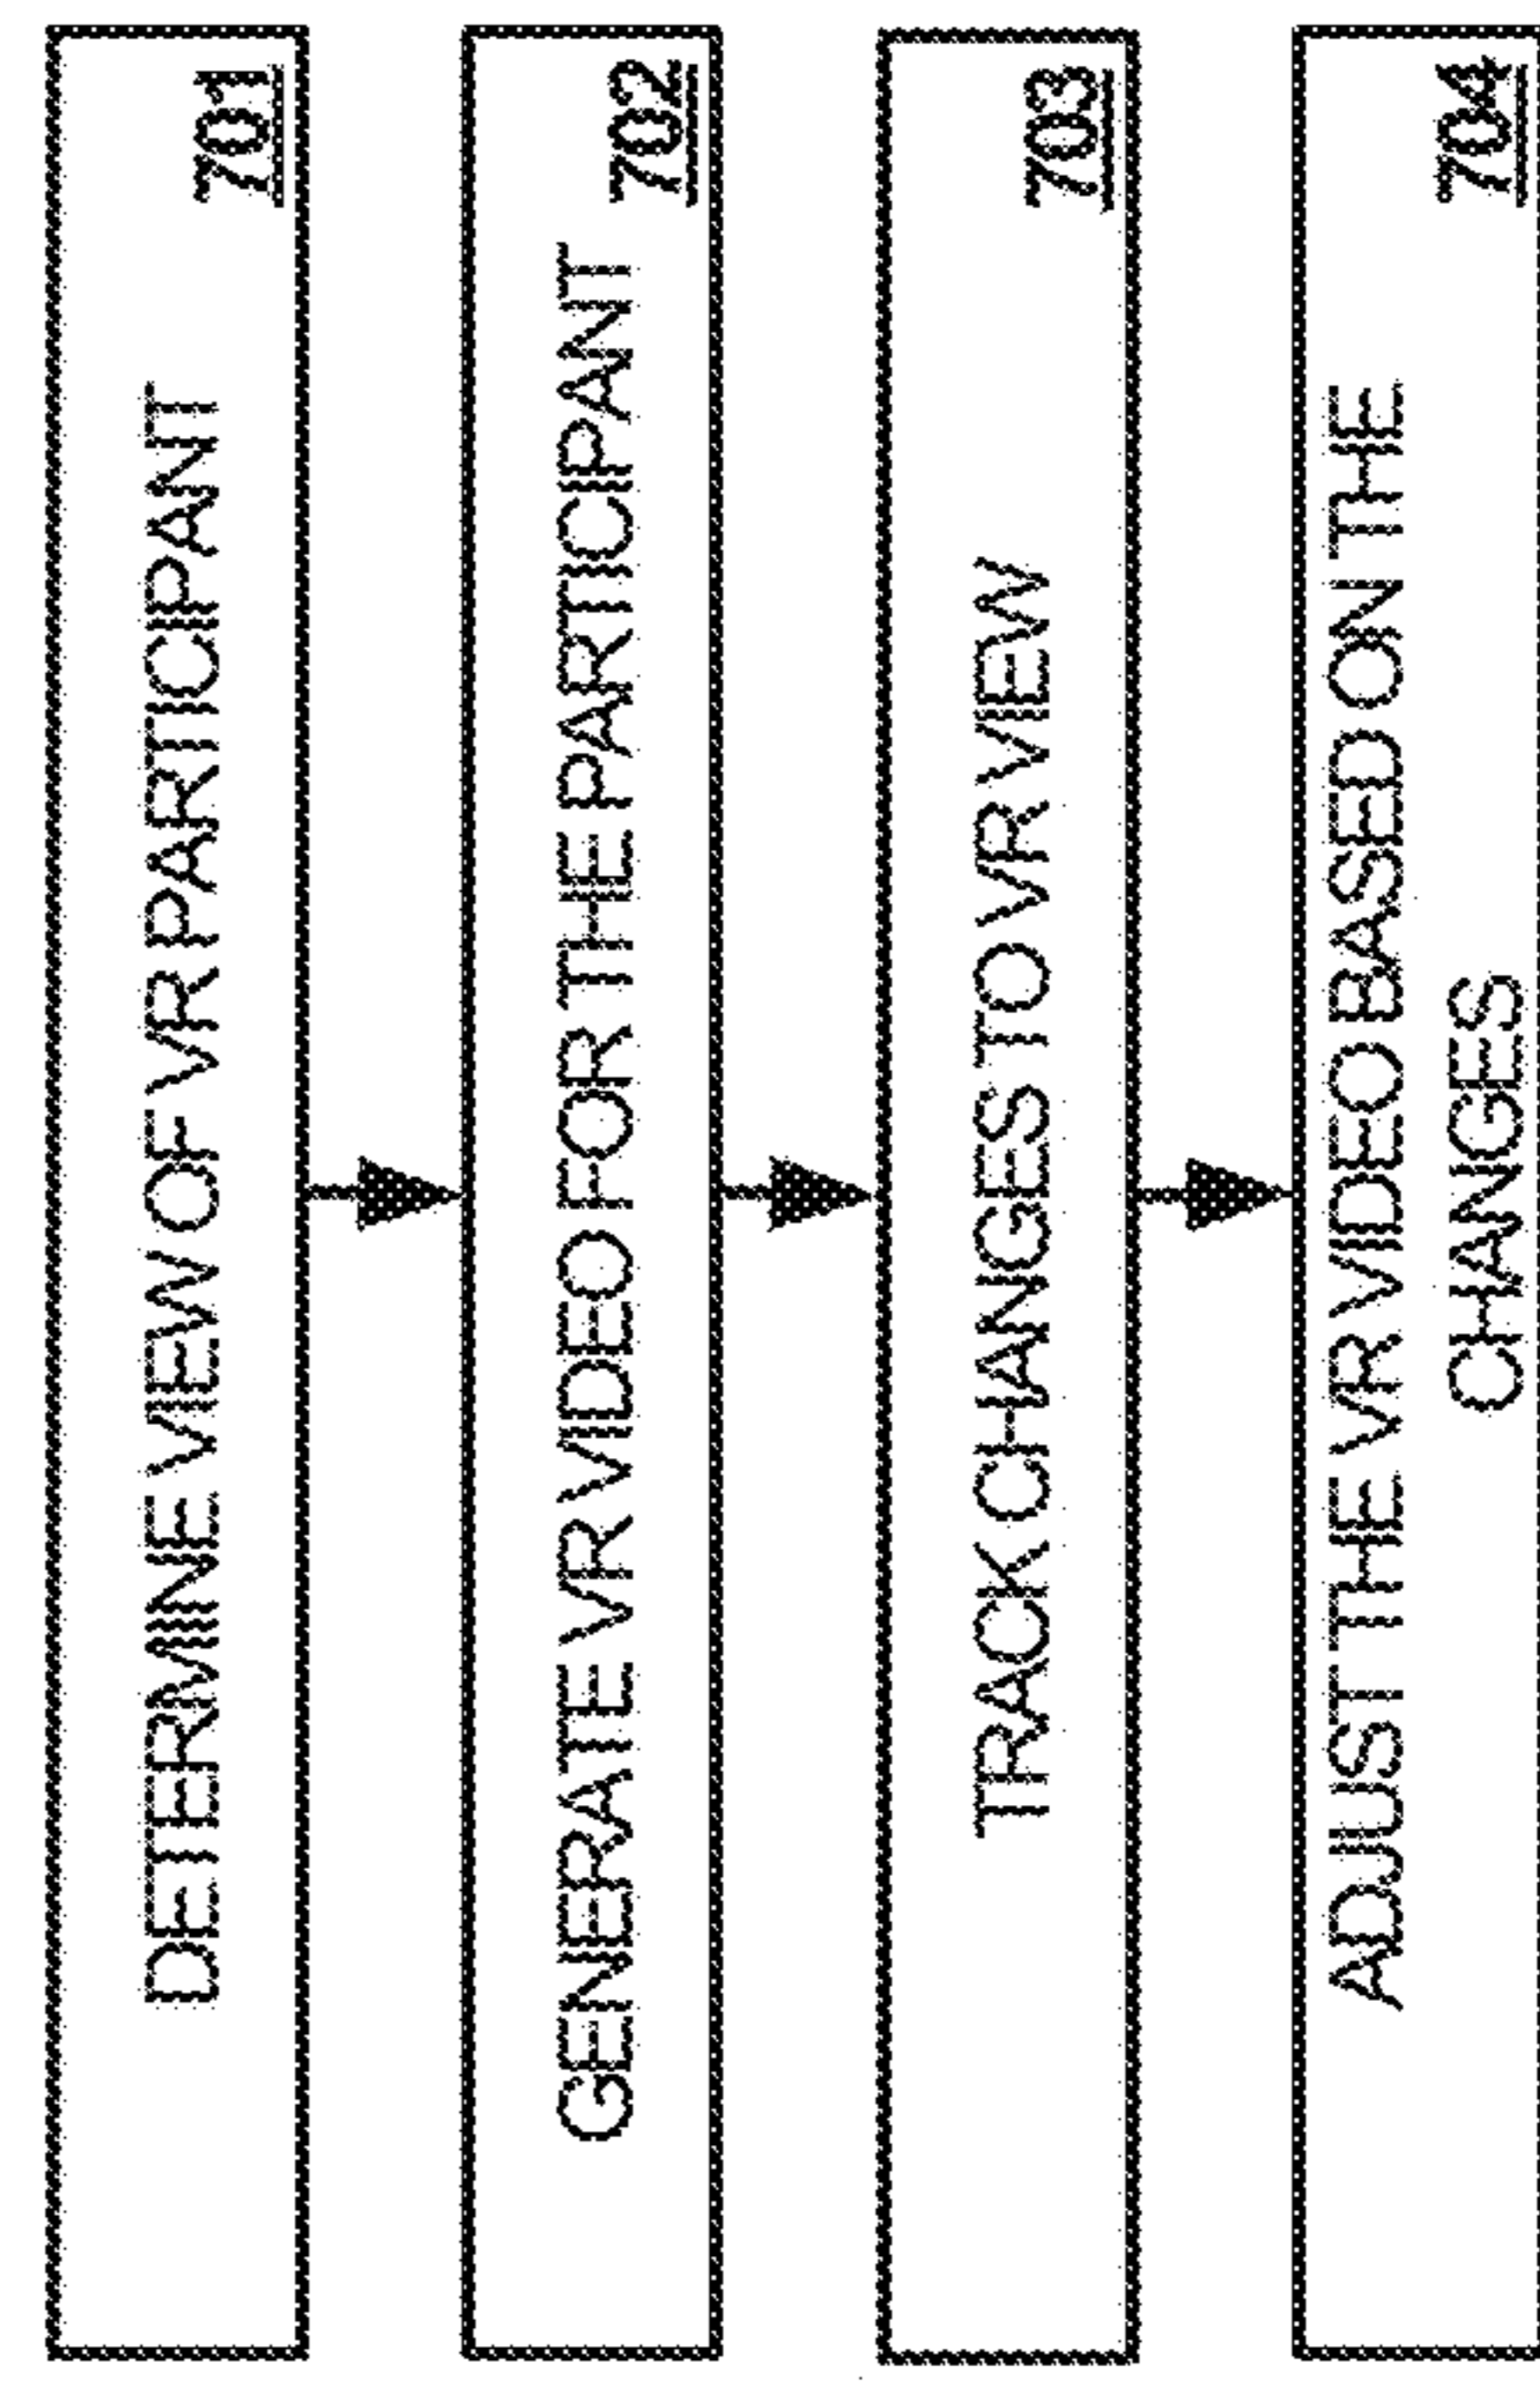 DETERMINE VIEW OF VR PARTICIPANT
701
GENERATE VR VIDEO FOR THE PARTICIPANT
702
TRACK CHANGES TO VR VIEW
703
ADJUST THE VR VIDEO BASED ON THE
CHANGES
704